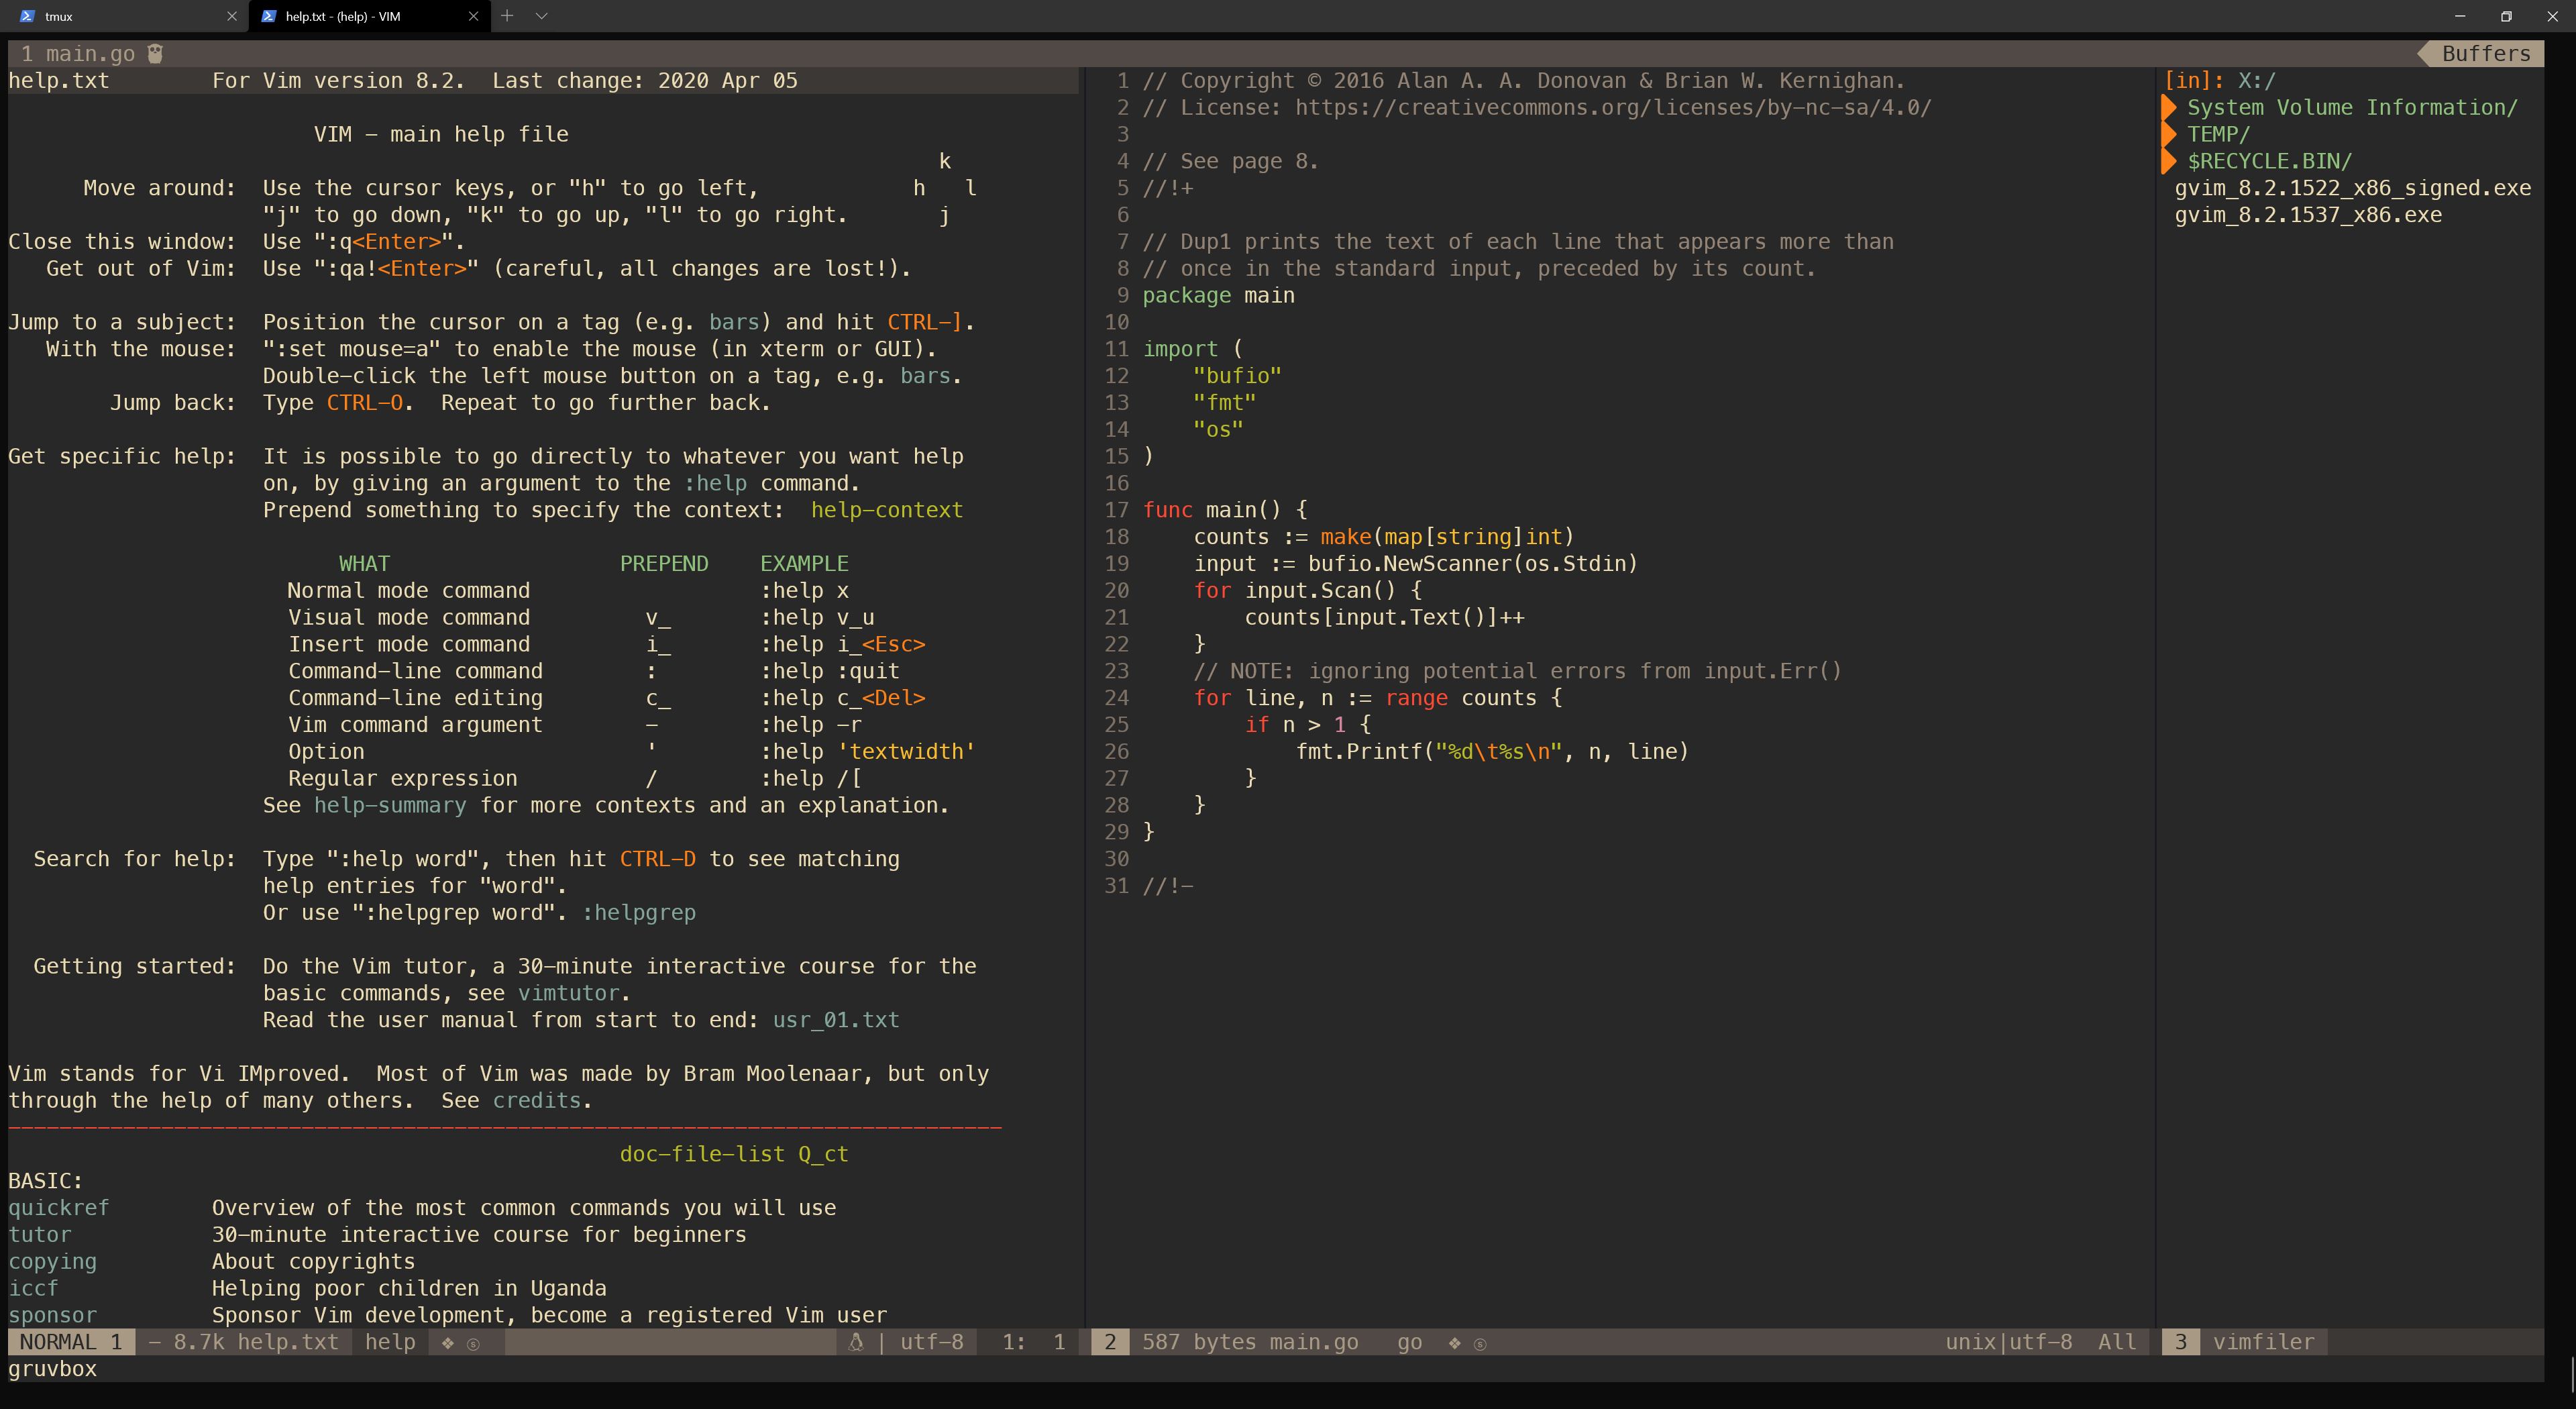 tmux
help.txt - (help) - VIM
1 main.go
Buffers
help.txt        For Vim version 8.2.  Last change: 2020 Apr 05
VIM - main help file
k
Move around:  Use the cursor keys, or "h" to go left,            h   l
"j" to go down, "k" to go up, "l" to go right.       j
Close this window:  Use ":q<Enter>".
Get out of Vim:  Use ":qa!<Enter>" (careful, all changes are lost!).
Jump to a subject:  Position the cursor on a tag (e.g. bars) and hit CTRL-].
With the mouse:  ":set mouse=a" to enable the mouse (in xterm or GUI).
Double-click the left mouse button on a tag, e.g. bars.
Jump back:  Type CTRL-O.  Repeat to go further back.
Get specific help:  It is possible to go directly to whatever you want help
on, by giving an argument to the :help command.
Prepend something to specify the context:  help-context
WHAT                  PREPEND    EXAMPLE
Normal mode command                  :help x
Visual mode command         v_       :help v_u
Insert mode command         i_       :help i_<Esc>
Command-line command        :        :help :quit
Command-line editing        c_       :help c_<Del>
Vim command argument        -        :help -r
Option                      '        :help 'textwidth'
Regular expression          /        :help /[
See help-summary for more contexts and an explanation.
Search for help:  Type ":help word", then hit CTRL-D to see matching
help entries for "word".
Or use ":helpgrep word". :helpgrep
Getting started:  Do the Vim tutor, a 30-minute interactive course for the
basic commands, see vimtutor.
Read the user manual from start to end: usr_01.txt
Vim stands for Vi IMproved.  Most of Vim was made by Bram Moolenaar, but only
through the help of many others.  See credits.
------------------------------------------------------------------------------
doc-file-list Q_ct
BASIC:
quickref        Overview of the most common commands you will use
tutor           30-minute interactive course for beginners
copying         About copyrights
iccf            Helping poor children in Uganda
sponsor         Sponsor Vim development, become a registered Vim user
NORMAL 1  - 8.7k help.txt  help  ❖ ⓢ  | utf-8   1:  1
1 // Copyright © 2016 Alan A. A. Donovan & Brian W. Kernighan.
2 // License: https://creativecommons.org/licenses/by-nc-sa/4.0/
3
4 // See page 8.
5 //!+
6
7 // Dup1 prints the text of each line that appears more than
8 // once in the standard input, preceded by its count.
9 package main
10
11 import (
12     "bufio"
13     "fmt"
14     "os"
15 )
16
17 func main() {
18     counts := make(map[string]int)
19     input := bufio.NewScanner(os.Stdin)
20     for input.Scan() {
21         counts[input.Text()]++
22     }
23     // NOTE: ignoring potential errors from input.Err()
24     for line, n := range counts {
25         if n > 1 {
26             fmt.Printf("%d\t%s\n", n, line)
27         }
28     }
29 }
30
31 //!-
2  587 bytes main.go   go  ❖ ⓢ  unix|utf-8  All
[in]: X:/
System Volume Information/
TEMP/
$RECYCLE.BIN/
gvim_8.2.1522_x86_signed.exe
gvim_8.2.1537_x86.exe
3  vimfiler
gruvbox